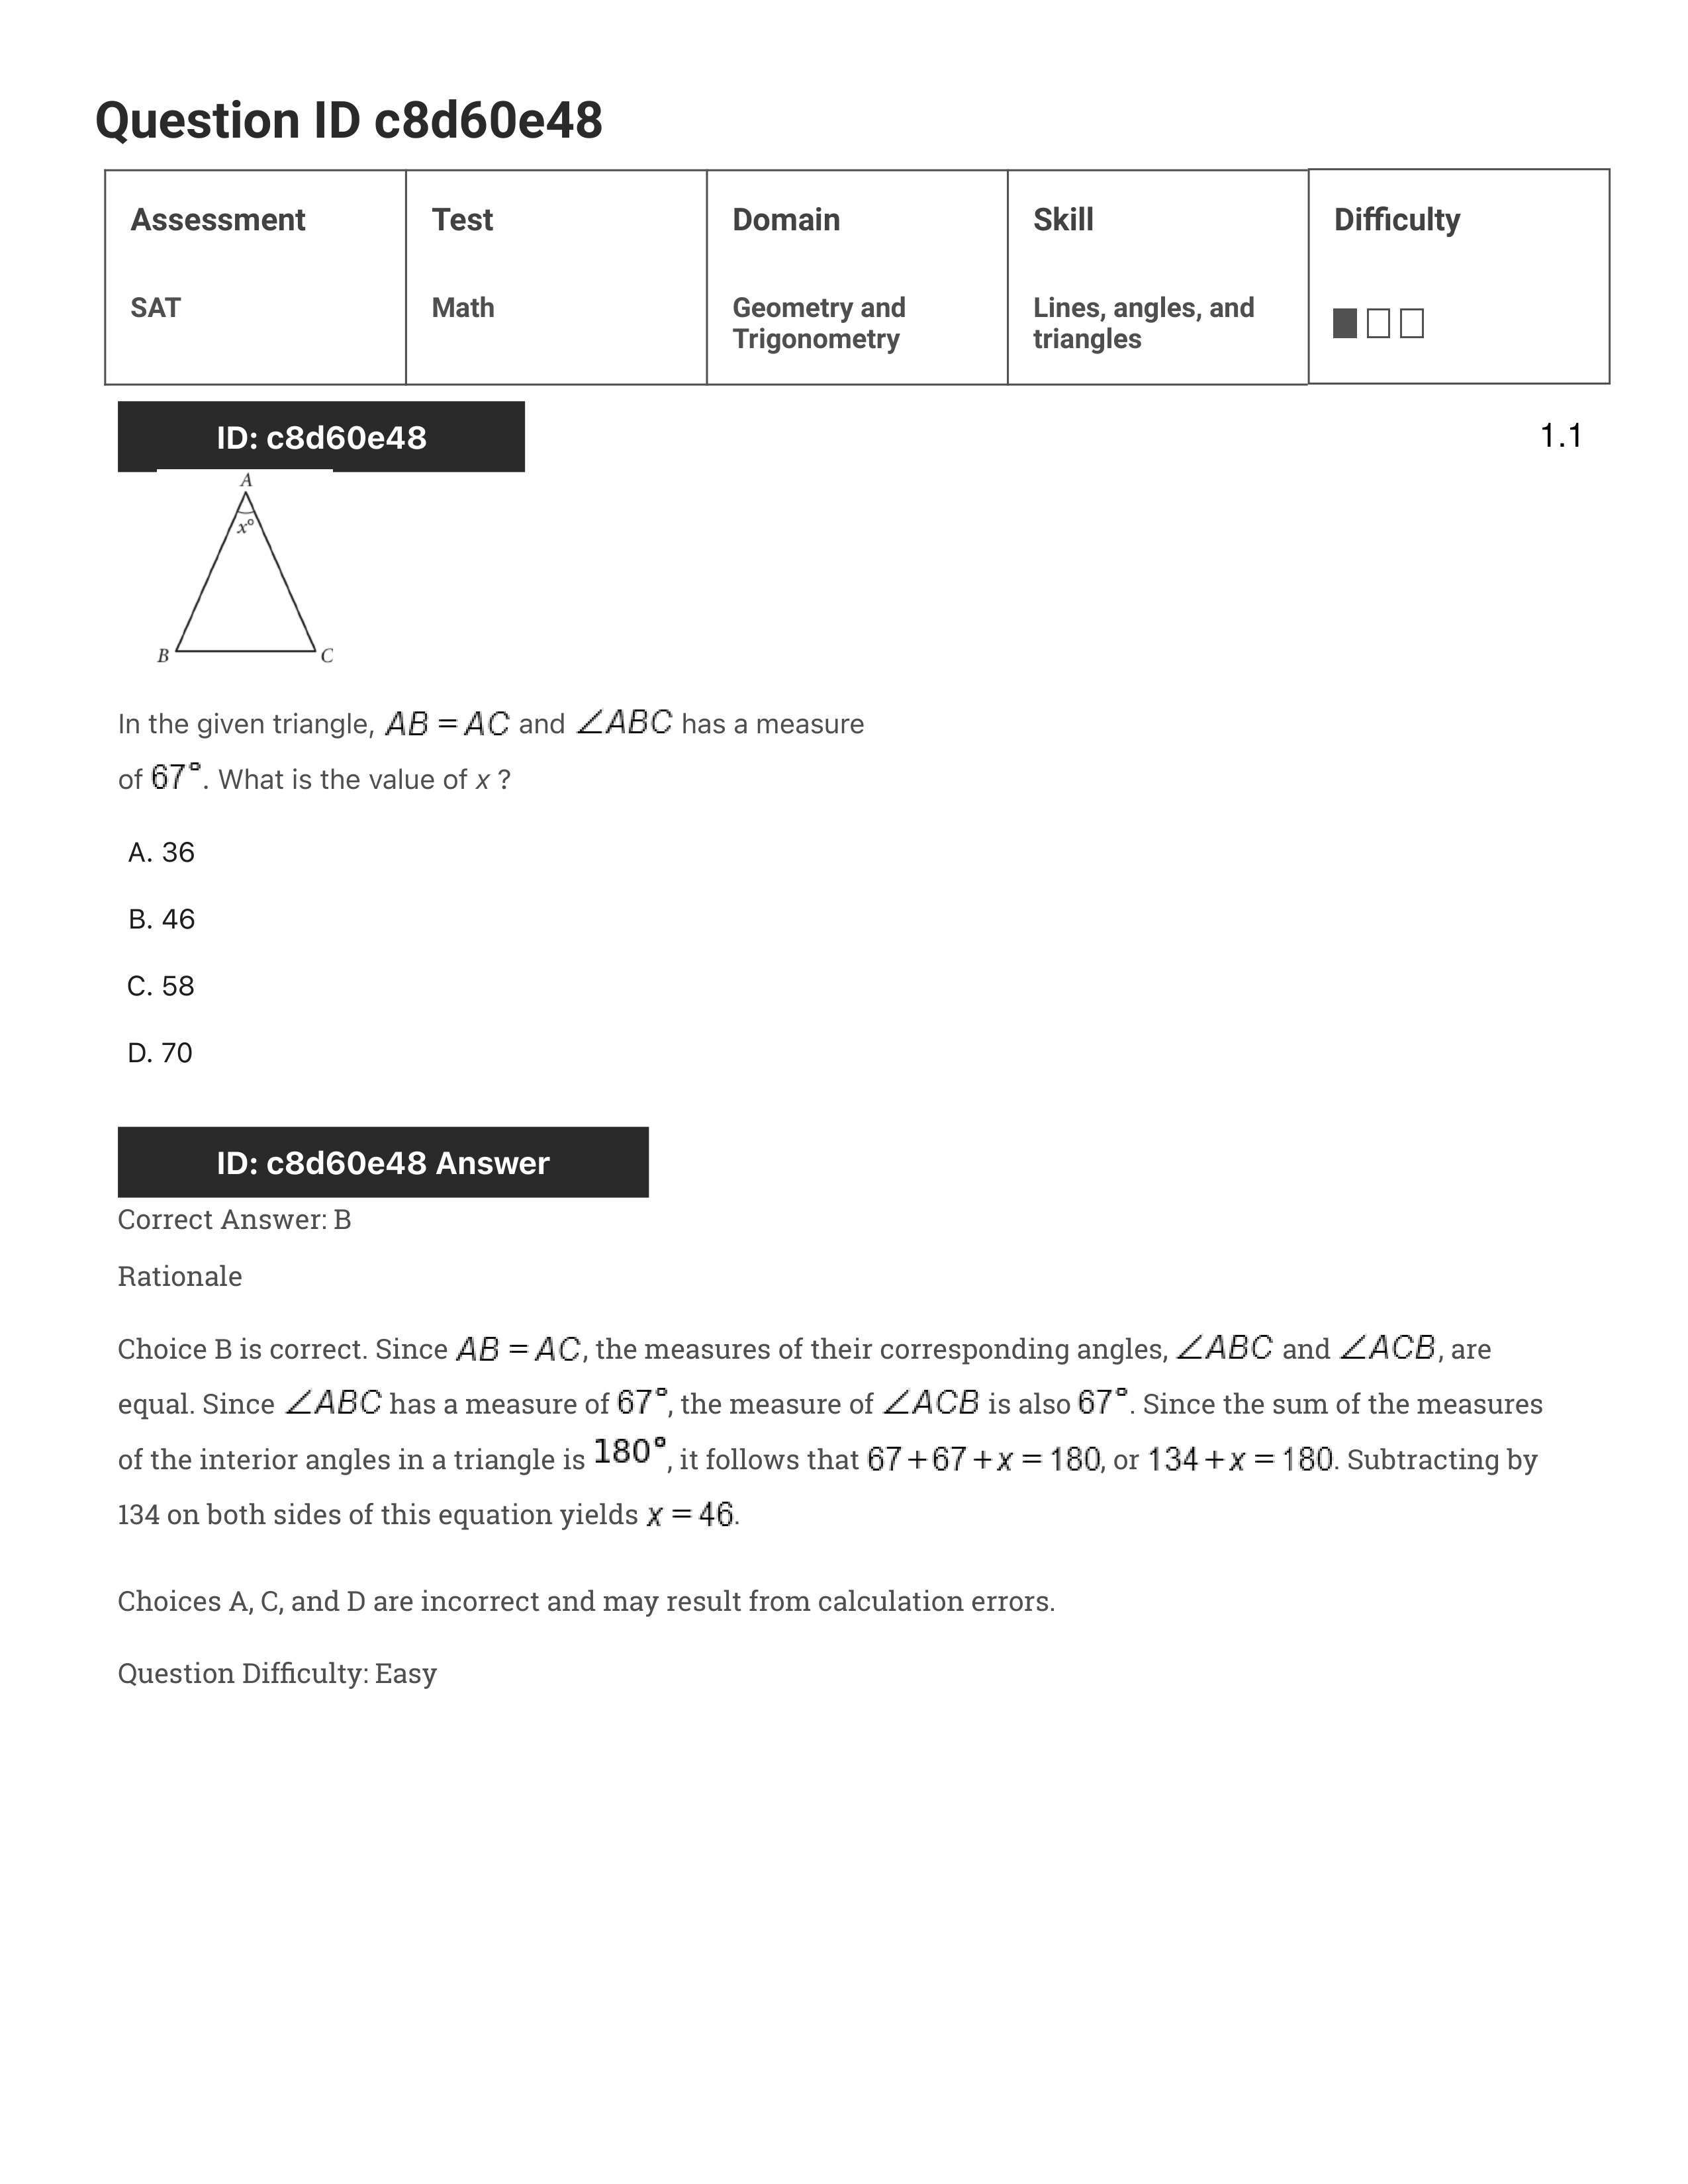 Question ID c8d60e48
Assessment Test Domain Skill Difficulty
SAT Math Geometry and Trigonometry Lines, angles, and triangles
ID: c8d60e48
1.1
A
x°
B C
In the given triangle, AB = AC and ∠ABC has a measure
of 67°. What is the value of x ?
A. 36
B. 46
C. 58
D. 70
ID: c8d60e48 Answer
Correct Answer: B
Rationale
Choice B is correct. Since AB = AC, the measures of their corresponding angles, ∠ABC and ∠ACB, are
equal. Since ∠ABC has a measure of 67°, the measure of ∠ACB is also 67°. Since the sum of the measures
of the interior angles in a triangle is 180°, it follows that 67+67+x = 180, or 134+x = 180. Subtracting by
134 on both sides of this equation yields x = 46.
Choices A, C, and D are incorrect and may result from calculation errors.
Question Difficulty: Easy